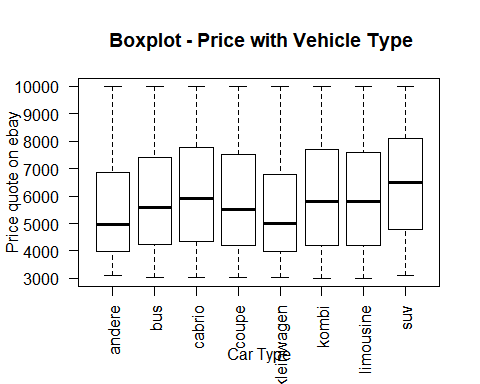 Boxplot - Price with Vehicle Type
Price quote on ebay
10000
9000
8000
7000
6000
5000
4000
3000
andere
bus
cabrio
coupe
kleinwagen
kombi
limousine
suv
Car Type